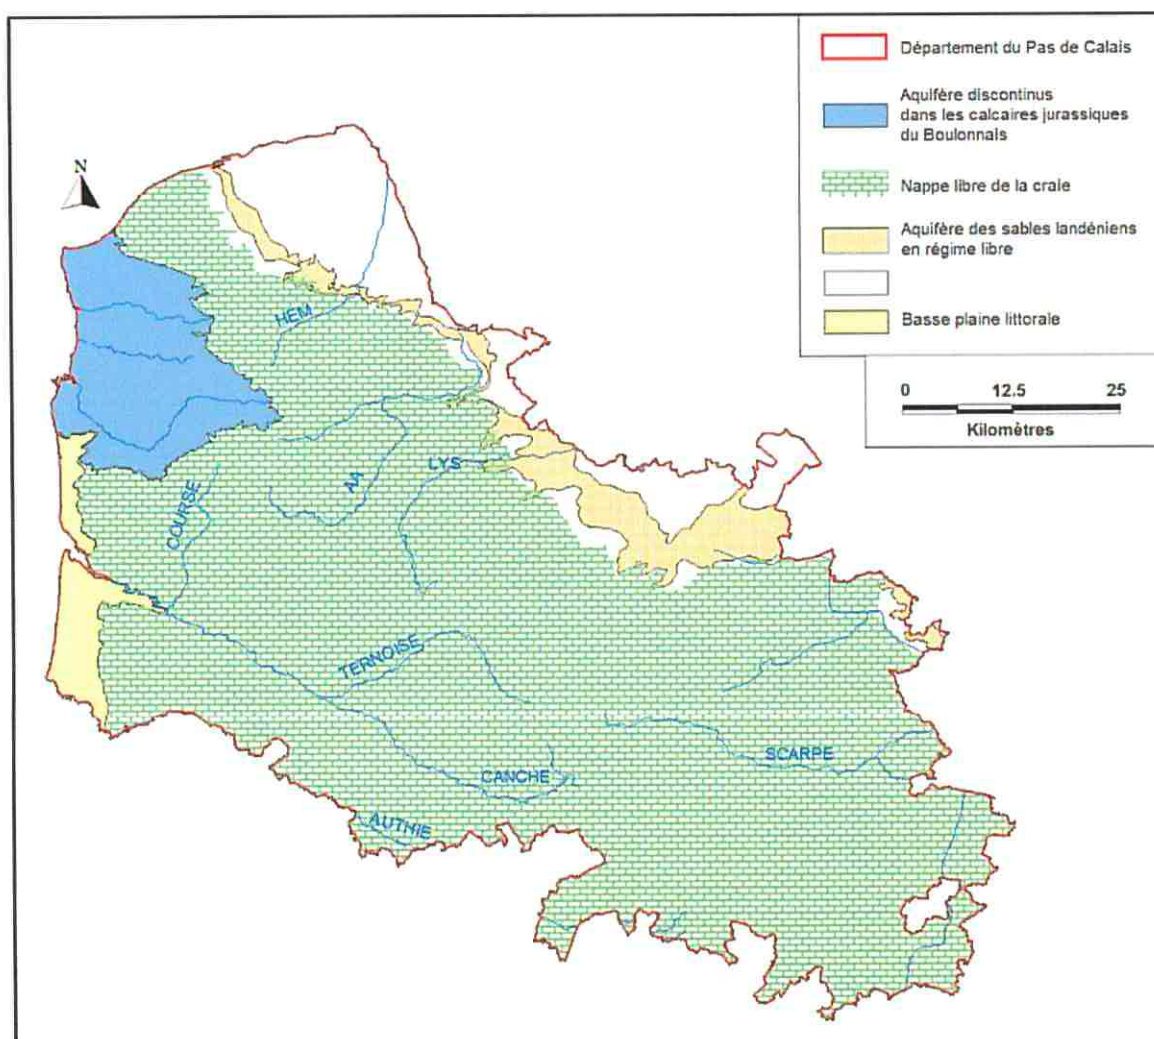 Département du Pas de Calais
Aquifère discontinus
dans les calcaires jurassiques
du Boulonnais
Nappe libre de la craie
Aquifère des sables landéniens
en régime libre
Basse plaine littorale
0 12.5 25
Kilomètres
N
HEM
AA
LYS
COURSE
TERNOISE
CANCHE
SCARPE
AUTHIE